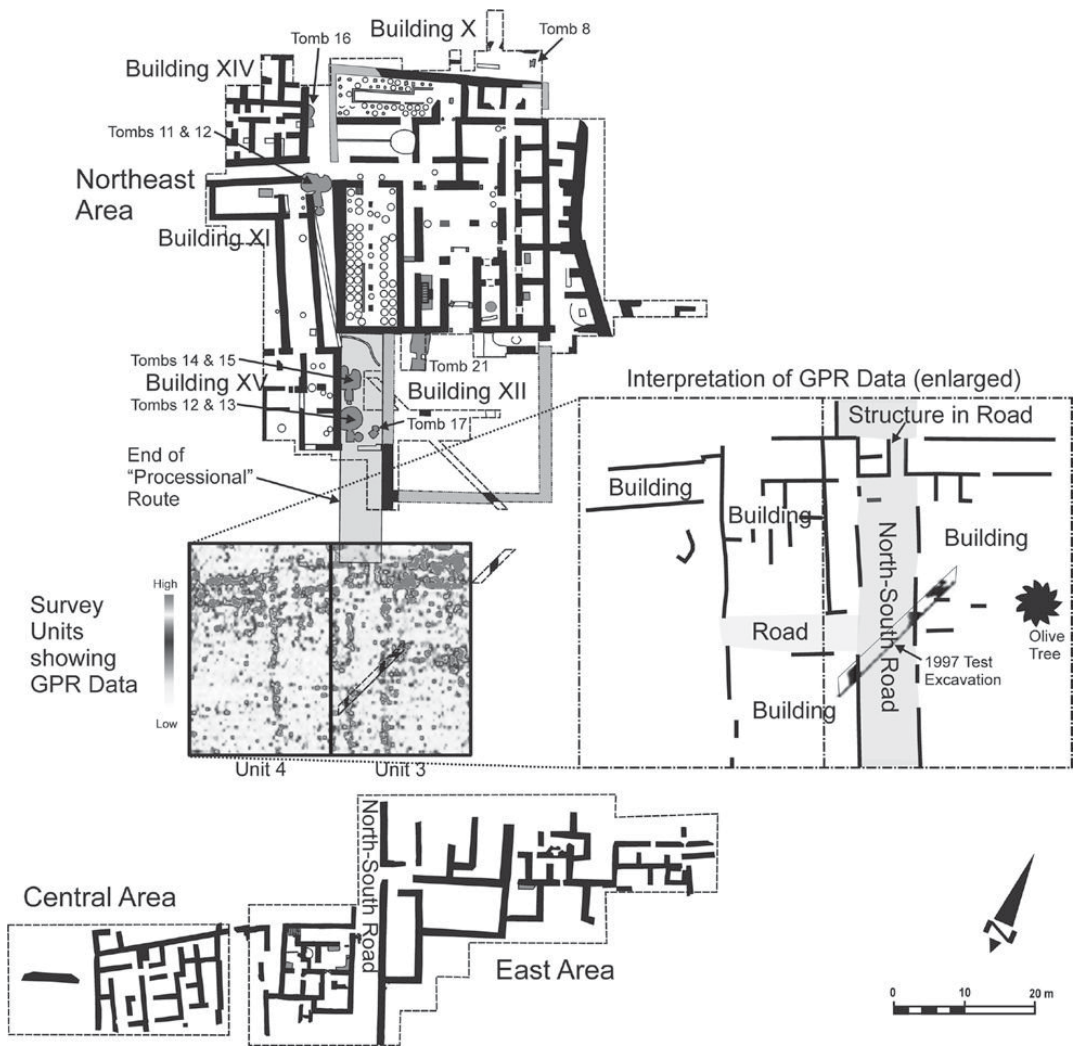 Building X
Tomb 8
Tomb 16
Building XIV
Tombs 11 & 12
Northeast
Area
Building XI
Tombs 14 & 15
Building XV
Tombs 12 & 13
Tomb 21
Building XII
Tomb 17
End of
“Processional”
Route
Interpretation of GPR Data (enlarged)
Structure in Road
Building
Building
Building
North-South Road
Road
Olive
Tree
1997 Test
Excavation
Building
High
Low
Survey
Units
showing
GPR Data
Unit 4
Unit 3
North-South Road
Central Area
East Area
N
0 10 20 m